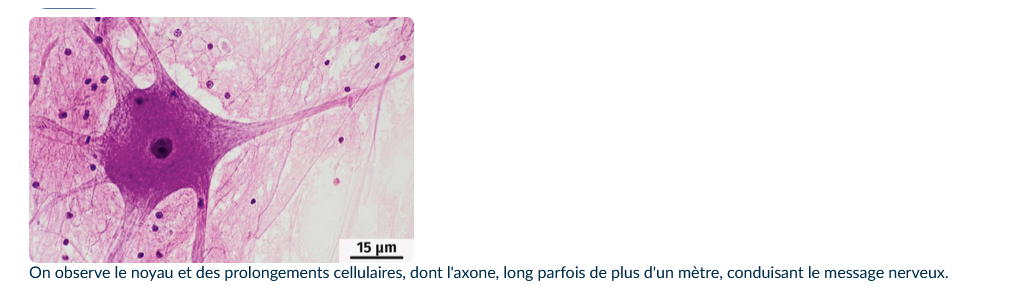 15 µm
On observe le noyau et des prolongements cellulaires, dont l'axone, long parfois de plus d'un mètre, conduisant le message nerveux.